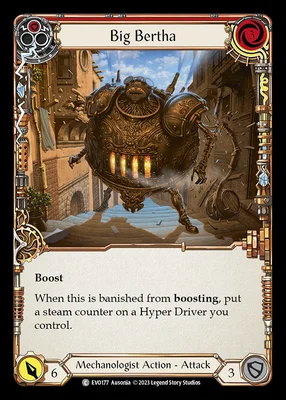 Big Bertha
Boost
When this is banished from boosting, put
a steam counter on a Hyper Driver you
control.
6
Mechanologist Action - Attack
3
C EVO177 Ausonia © 2023 Legend Story Studios